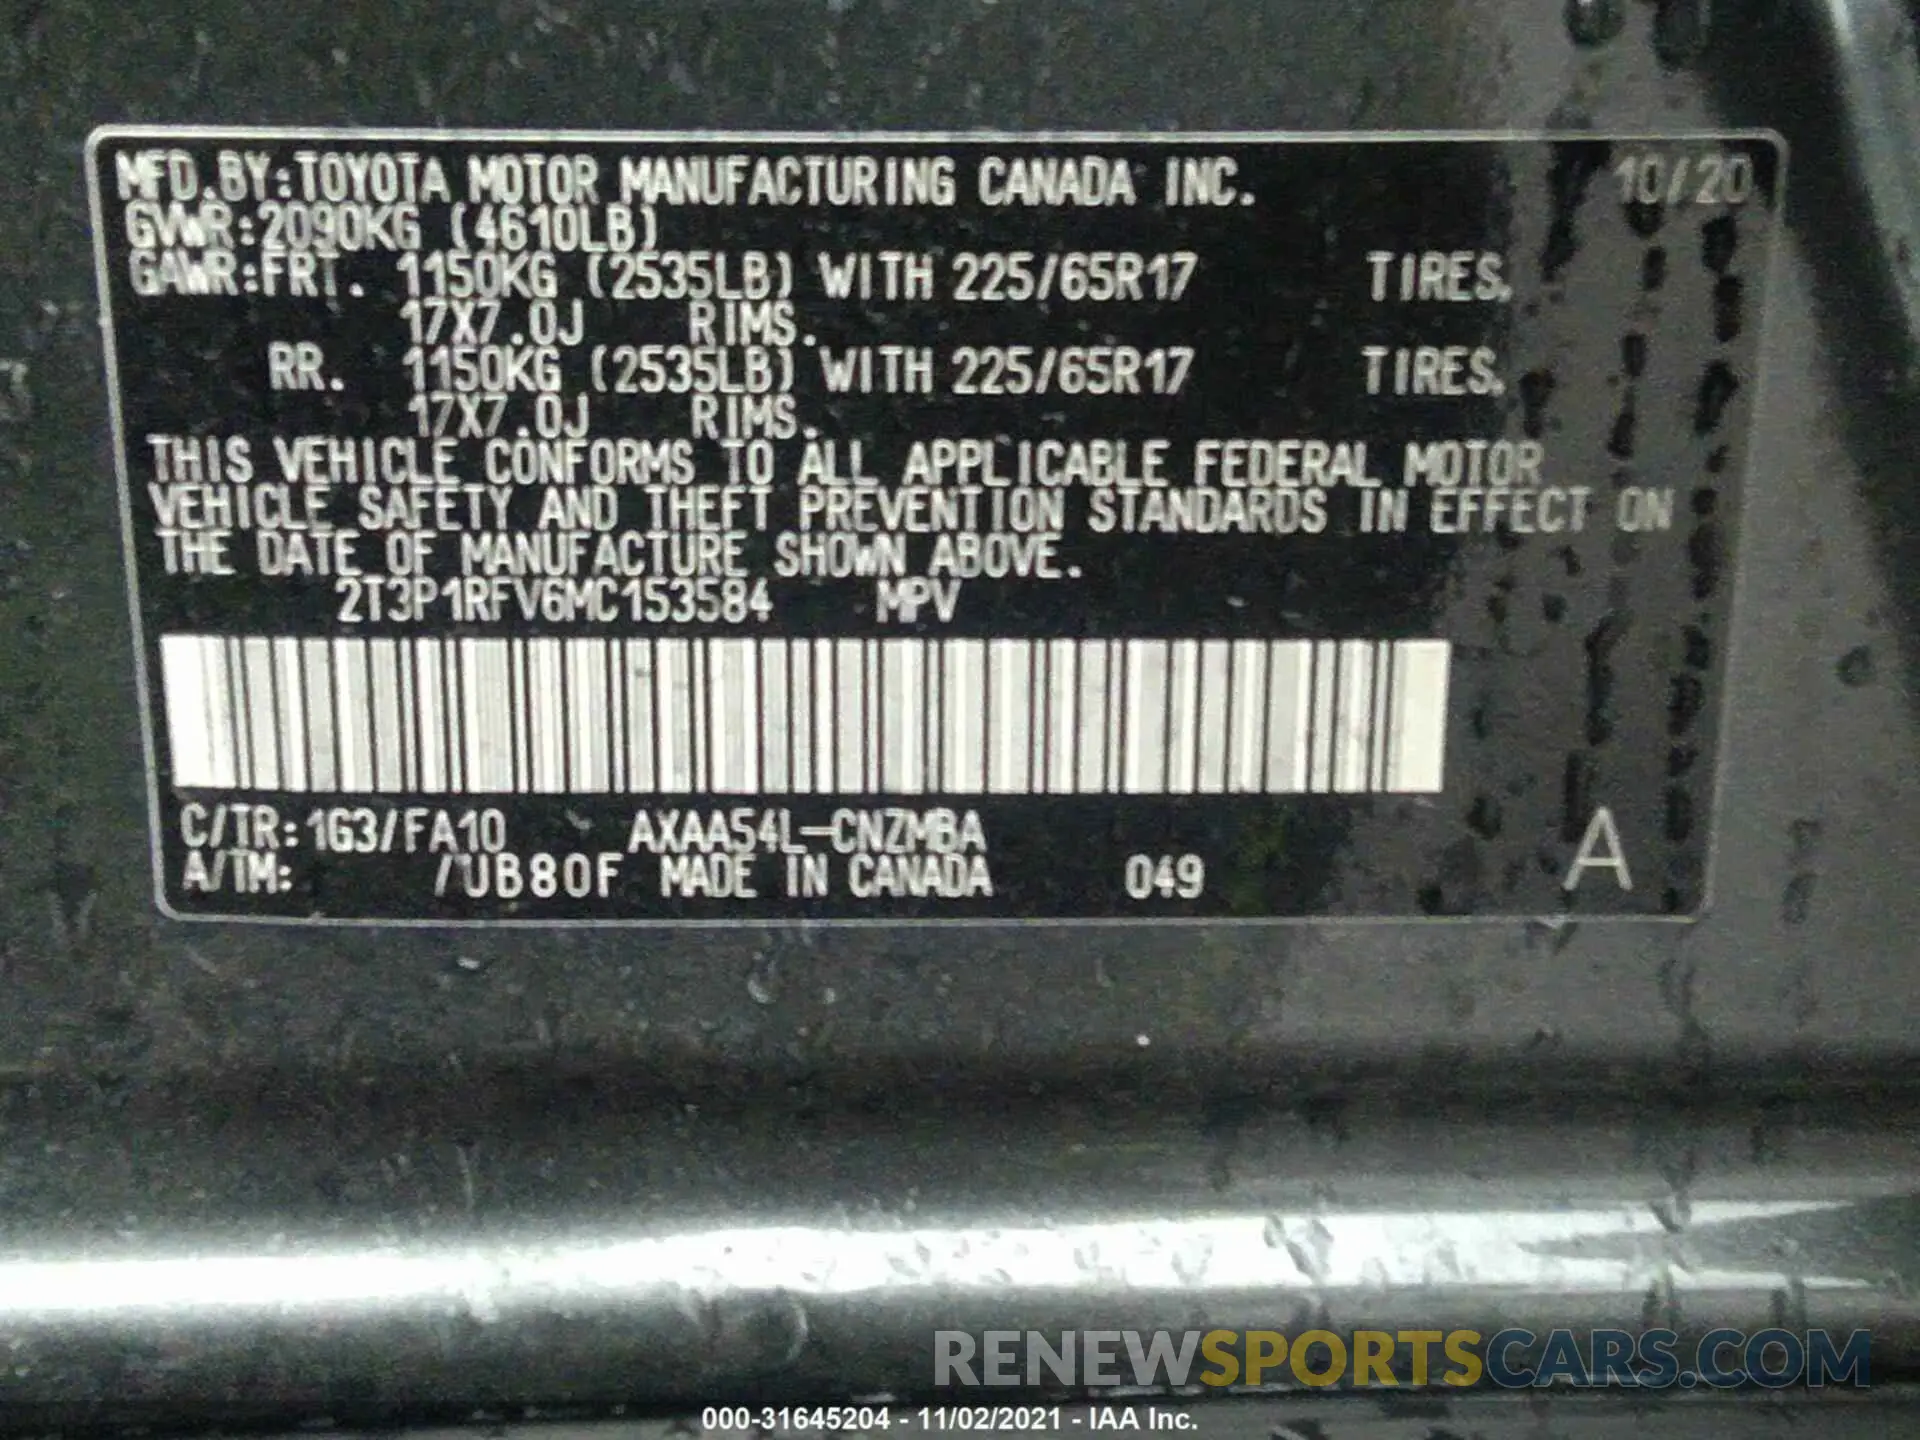 MFD.BY:TOYOTA MOTOR MANUFACTURING CANADA INC. 10/20
GVWR:2090KG (4610LB)
GAWR:FRT. 1150KG (2535LB) WITH 225/65R17 TIRES,
17X7.0J RIMS.
RR. 1150KG (2535LB) WITH 225/65R17 TIRES,
17X7.0J RIMS.
THIS VEHICLE CONFORMS TO ALL APPLICABLE FEDERAL MOTOR
VEHICLE SAFETY AND THEFT PREVENTION STANDARDS IN EFFECT ON
THE DATE OF MANUFACTURE SHOWN ABOVE.
2T3P1RFV6MC153584 MPV
C/TR:1G3/FA10 AXAA54L-CNZMBA
A/TM: /UB80F MADE IN CANADA 049 A
RENEWSPORTSCARS.COM
000-31645204 - 11/02/2021 - IAA Inc.